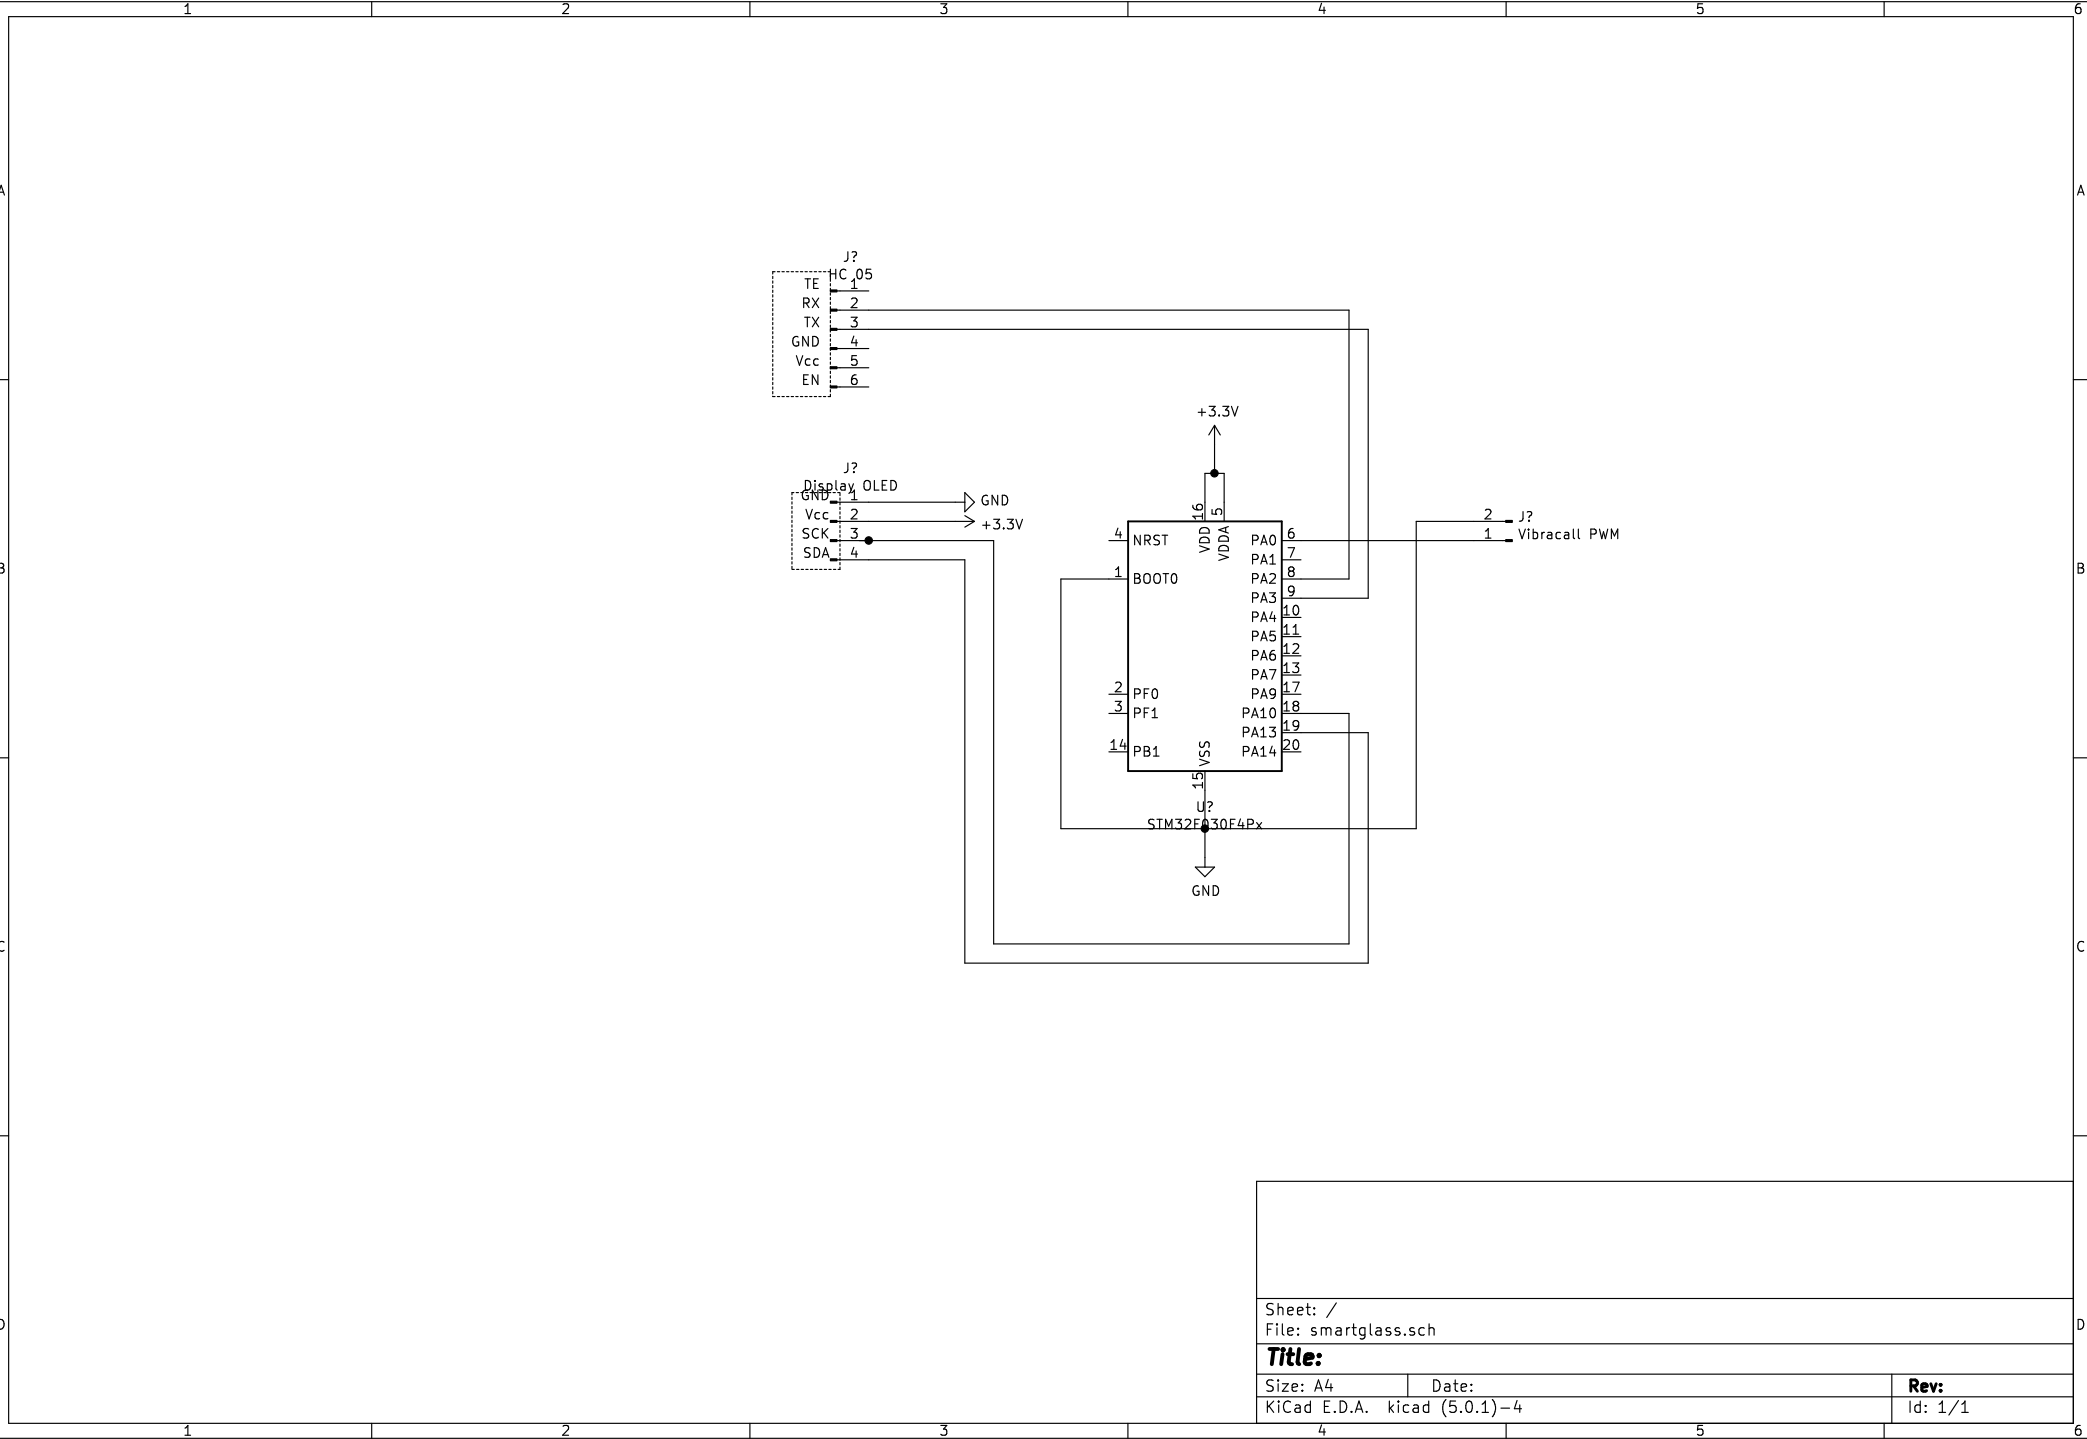 1 2 3 4 5 6
A A
J?
HC 05
TE 1
RX 2
TX 3
GND 4
Vcc 5
EN 6
+3.3V
J?
Display OLED
GND 1
Vcc 2
SCK 3
SDA 4
GND
+3.3V
16 VDD
5 VDDA
4 NRST
1 BOOT0
2 PF0
3 PF1
14 PB1
PA0 6
PA1 7
PA2 8
PA3 9
PA4 10
PA5 11
PA6 12
PA7 13
PA9 17
PA10 18
PA13 19
PA14 20
VSS 15
2 J?
1 Vibracall PWM
B B
U?
STM32F030F4Px
GND
C C
Sheet: /
File: smartglass.sch
D D
Title:
Size: A4 Date: Rev:
KiCad E.D.A. kicad (5.0.1)-4 Id: 1/1
1 2 3 4 5 6